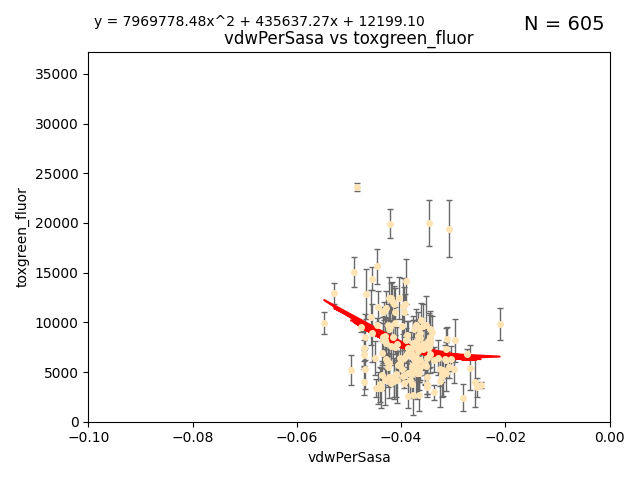 y = 7969778.48x^2 + 435637.27x + 12199.10
N = 605
vdwPerSasa vs toxgreen_fluor
35000
30000
25000
20000
15000
10000
5000
0
toxgreen_fluor
−0.10
−0.08
−0.06
−0.04
−0.02
0.00
vdwPerSasa